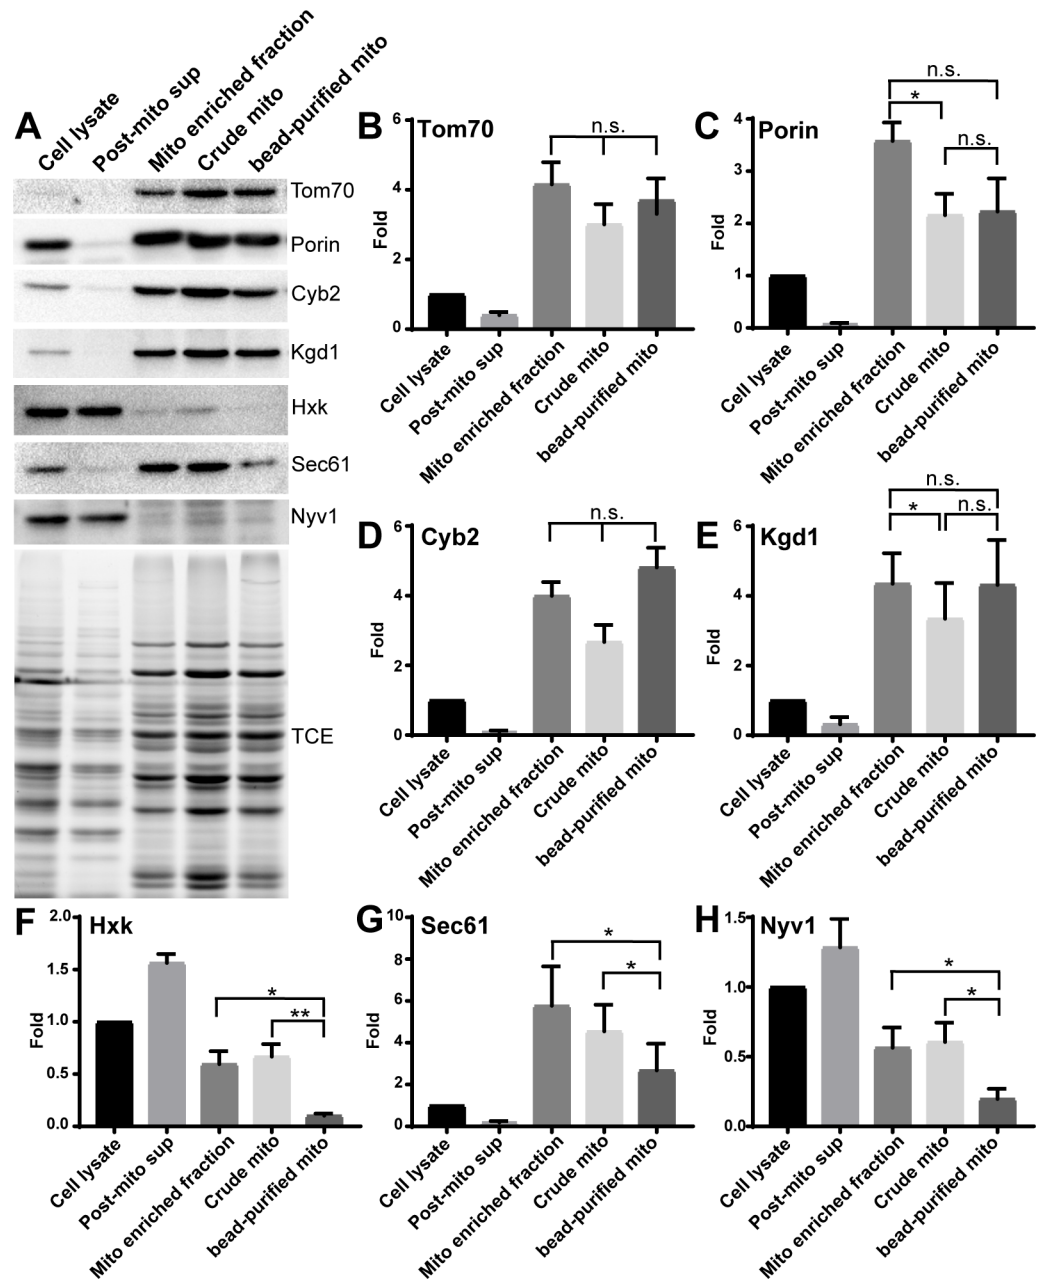 A
Cell lysate
Post-mito sup
Mito enriched fraction
Crude mito
bead-purified mito
Tom70
Porin
Cyb2
Kgd1
Hxk
Sec61
Nyv1
TCE
B
Tom70
Fold
6
4
2
0
n.s.
Cell lysate
Post-mito sup
Mito enriched fraction
Crude mito
bead-purified mito
C
Porin
Fold
4
3
2
1
0
n.s.
*
n.s.
Cell lysate
Post-mito sup
Mito enriched fraction
Crude mito
bead-purified mito
D
Cyb2
Fold
6
4
2
0
n.s.
Cell lysate
Post-mito sup
Mito enriched fraction
Crude mito
bead-purified mito
E
Kgd1
Fold
6
4
2
0
n.s.
*
n.s.
Cell lysate
Post-mito sup
Mito enriched fraction
Crude mito
bead-purified mito
F
Hxk
Fold
2.0
1.5
1.0
0.5
0.0
*
**
Cell lysate
Post-mito sup
Mito enriched fraction
Crude mito
bead-purified mito
G
Sec61
Fold
10
8
6
4
2
0
*
*
Cell lysate
Post-mito sup
Mito enriched fraction
Crude mito
bead-purified mito
H
Nyv1
Fold
1.5
1.0
0.5
0.0
*
*
Cell lysate
Post-mito sup
Mito enriched fraction
Crude mito
bead-purified mito